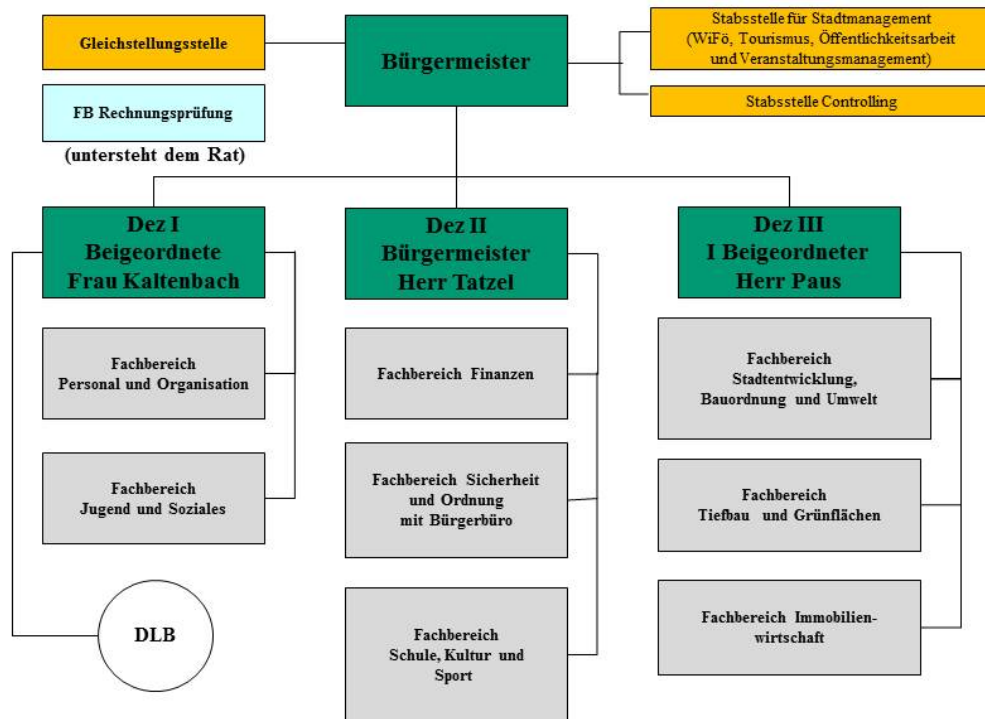 Gleichstellungsstelle
Bürgermeister
Stabsstelle für Stadtmanagement
(WiFö, Tourismus, Öffentlichkeitsarbeit
und Veranstaltungsmanagement)
FB Rechnungsprüfung
(untersteht dem Rat)
Stabsstelle Controlling
Dez I
Beigeordnete
Frau Kaltenbach
Dez II
Bürgermeister
Herr Tatzel
Dez III
I Beigeordneter
Herr Paus
Fachbereich
Personal und Organisation
Fachbereich Finanzen
Fachbereich
Stadtentwicklung,
Bauordnung und Umwelt
Fachbereich
Jugend und Soziales
Fachbereich Sicherheit
und Ordnung
mit Bürgerbüro
Fachbereich
Tiefbau und Grünflächen
DLB
Fachbereich
Schule, Kultur und
Sport
Fachbereich Immobilien-
wirtschaft